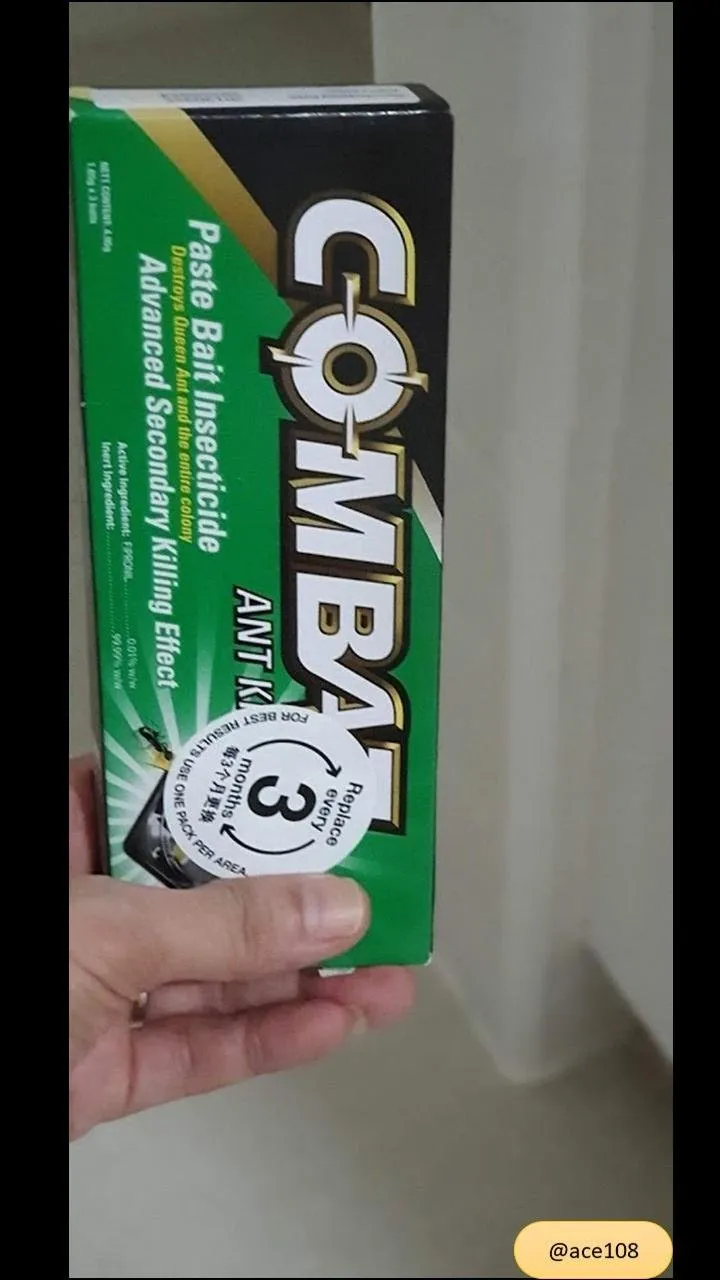 COMBAT
ANT
Paste Bait Insecticide
Destroys Queen Ant and the entire colony
Advanced Secondary Killing Effect
Active Ingredient: FIPRONIL..................0.01% w/w
Inert Ingredient:..................99.99% w/w
NETT CONTENT:
Replace
every
3
months
每3个月更换
FOR BEST RESULTS USE ONE PACK PER AREA
@ace108